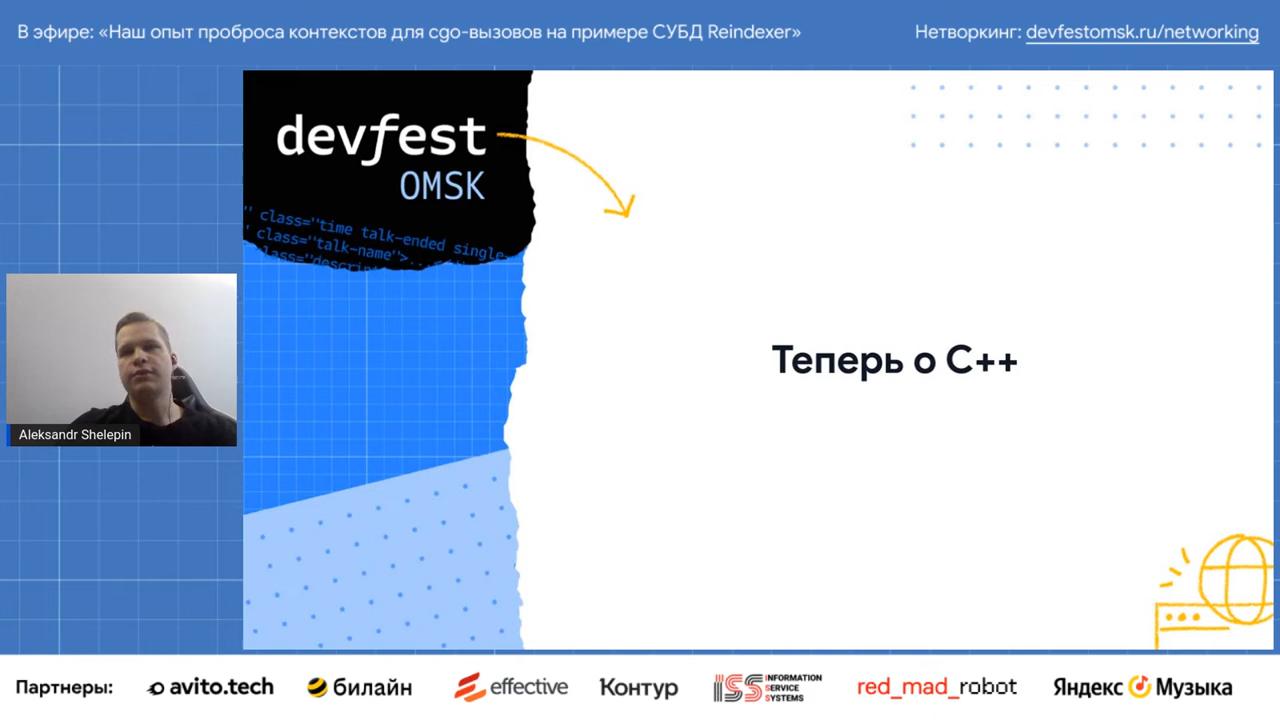 В эфире: «Наш опыт проброса контекстов для cgo-вызовов на примере СУБД Reindexer»
Нетворкинг: devfestomsk.ru/networking
devfest
OMSK
" class="time talk-ended single-
" class="talk-name">...
class="descript
Теперь о C++
Aleksandr Shelepin
Партнеры:
avito.tech
билайн
effective
Контур
ISS INFORMATION
SERVICE
SYSTEMS
red_mad_robot
Яндекс Музыка